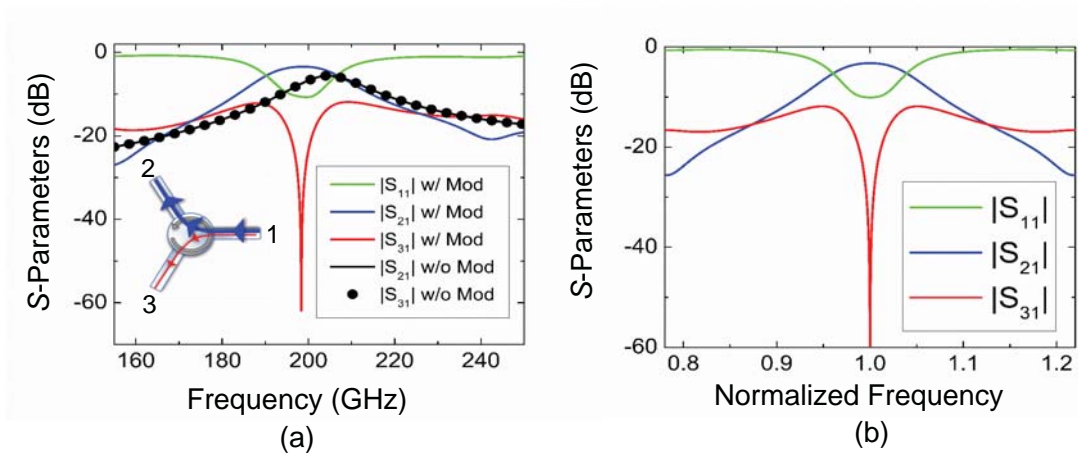 0
-20
-40
-60
S-Parameters (dB)
2
1
3
|S₁₁| w/ Mod
|S₂₁| w/ Mod
|S₃₁| w/ Mod
|S₂₁| w/o Mod
|S₃₁| w/o Mod
160 180 200 220 240
Frequency (GHz)
(a)
0
-20
-40
-60
S-Parameters (dB)
|S₁₁|
|S₂₁|
|S₃₁|
0.8 0.9 1.0 1.1 1.2
Normalized Frequency
(b)